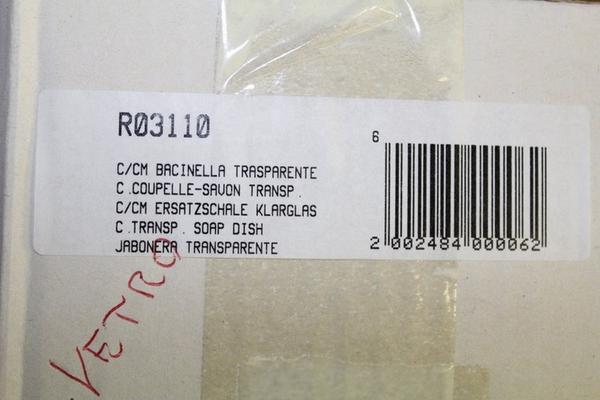 R03110
6
C/CM BACINELLA TRASPARENTE
C.COUPELLE-SAVON TRANSP.
C/CM ERSATZSCHALE KLARGLAS
C.TRANSP. SOAP DISH
JABONERA TRANSPARENTE
2 002484 000062
VETRO